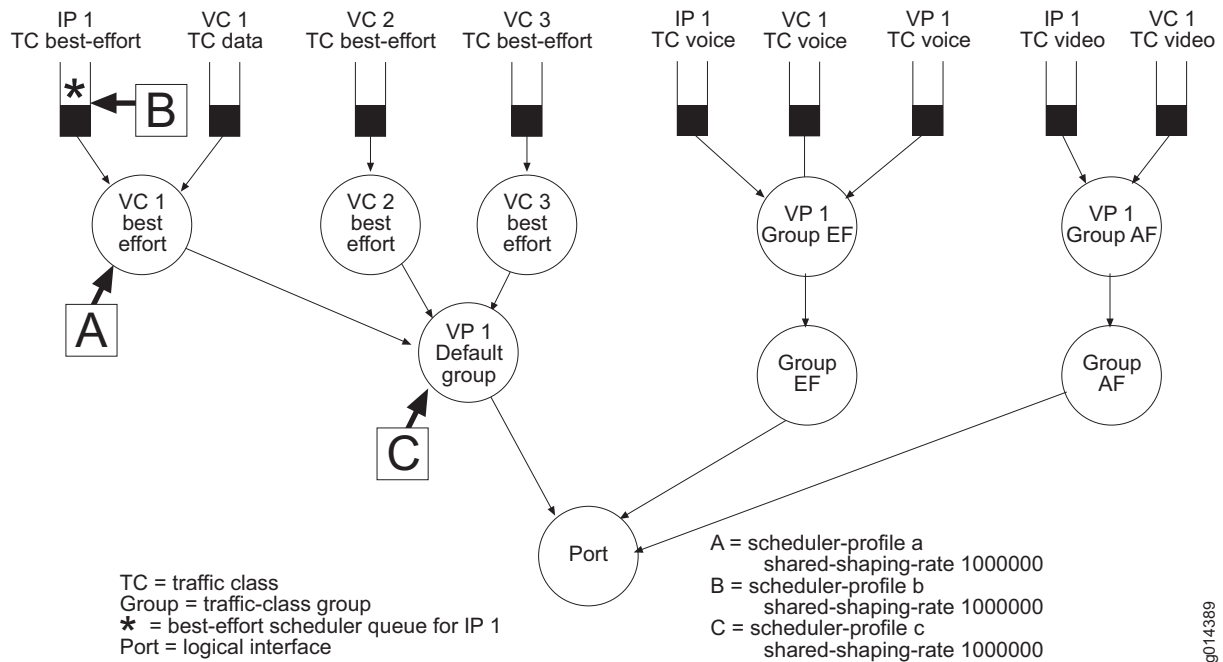 IP 1
TC best-effort
VC 1
TC data
VC 2
TC best-effort
VC 3
TC best-effort
IP 1
TC voice
VC 1
TC voice
VP 1
TC voice
IP 1
TC video
VC 1
TC video
*
B
VC 1
best
effort
VC 2
best
effort
VC 3
best
effort
VP 1
Group EF
VP 1
Group AF
A
VP 1
Default
group
Group
EF
Group
AF
C
Port
TC = traffic class
Group = traffic-class group
* = best-effort scheduler queue for IP 1
Port = logical interface
A = scheduler-profile a
shared-shaping-rate 1000000
B = scheduler-profile b
shared-shaping-rate 1000000
C = scheduler-profile c
shared-shaping-rate 1000000
g014389